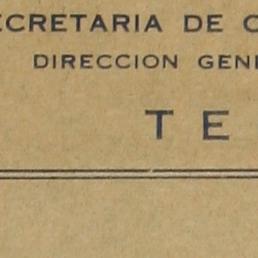 ECRETARIA DE C
DIRECCION GEN
T E